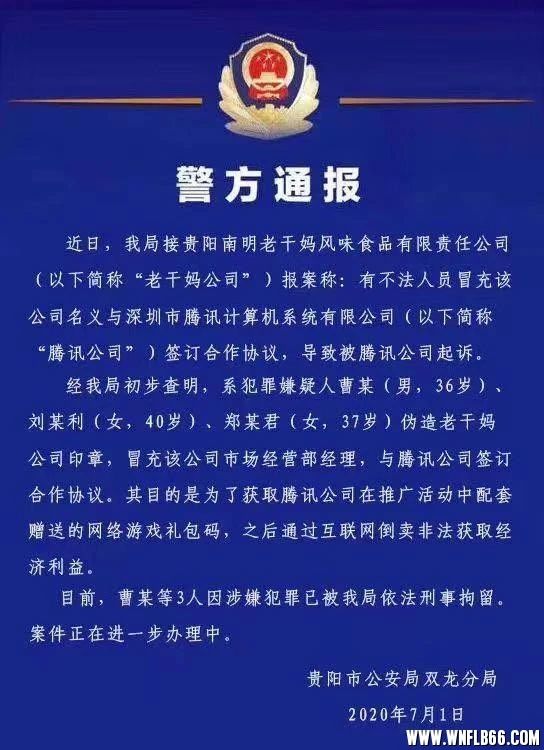 警方通报
近日，我局接贵阳南明老干妈风味食品有限责任公司
（以下简称“老干妈公司”）报案称：有不法人员冒充该
公司名义与深圳市腾讯计算机系统有限公司（以下简称
“腾讯公司”）签订合作协议，导致被腾讯公司起诉。
经我局初步查明，系犯罪嫌疑人曹某（男，36岁）、
刘某利（女，40岁）、郑某君（女，37岁）伪造老干妈
公司印章，冒充该公司市场经营部经理，与腾讯公司签订
合作协议。其目的是为了获取腾讯公司在推广活动中配套
赠送的网络游戏礼包码，之后通过互联网倒卖非法获取经
济利益。
目前，曹某等3人因涉嫌犯罪已被我局依法刑事拘留。
案件正在进一步办理中。
贵阳市公安局双龙分局
2020年7月1日
WWW.WNFLB66.COM